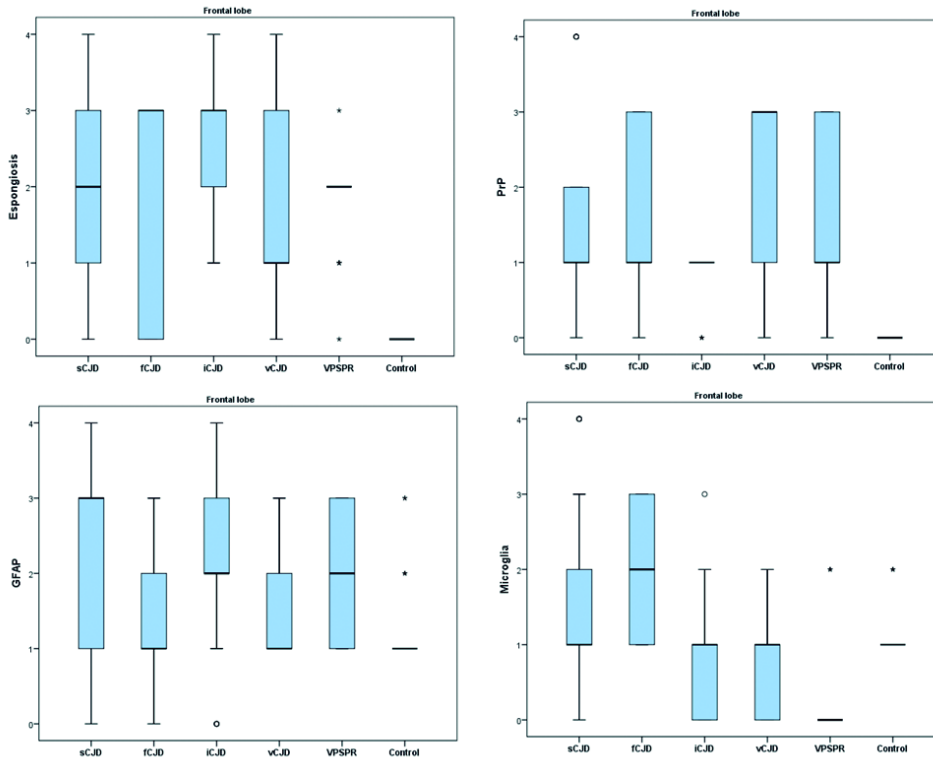 Frontal lobe
Espongiosis
4
3
2
1
0
sCJD fCJD iCJD vCJD VPSPR Control
Frontal lobe
PrP
4
3
2
1
0
sCJD fCJD iCJD vCJD VPSPR Control
Frontal lobe
GFAP
4
3
2
1
0
sCJD fCJD iCJD vCJD VPSPR Control
Frontal lobe
Microglia
4
3
2
1
0
sCJD fCJD iCJD vCJD VPSPR Control